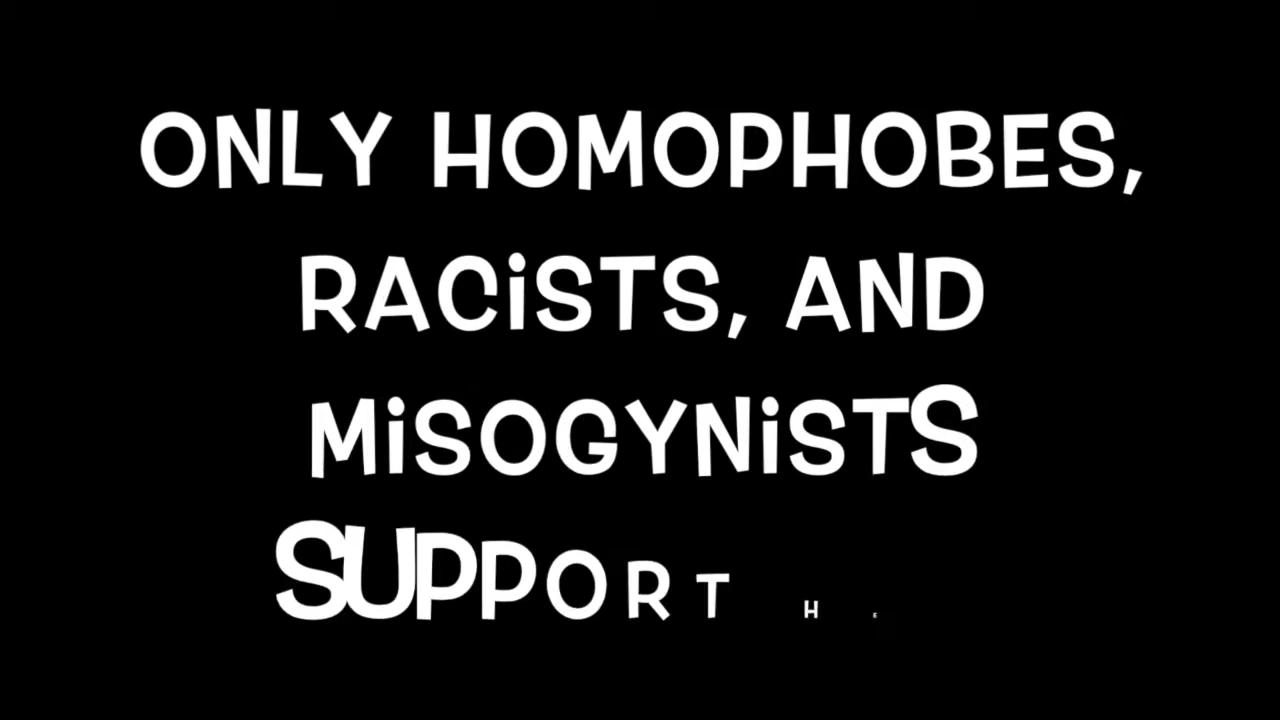 ONLY HOMOPHOBES,
RACiSTS, AND
MiSOGYNiSTS
SUPPORT H E